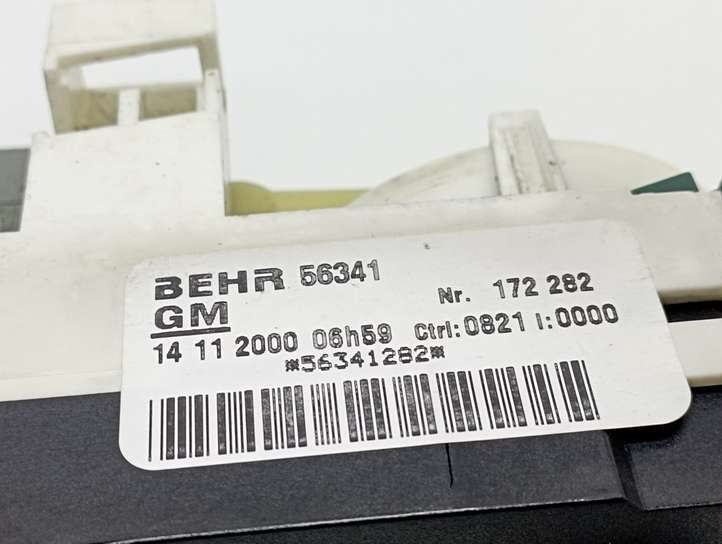 BEHR 56341
GM Nr. 172 282
14 11 2000 06h59 Ctrl:0821 I:0000
*56341282*